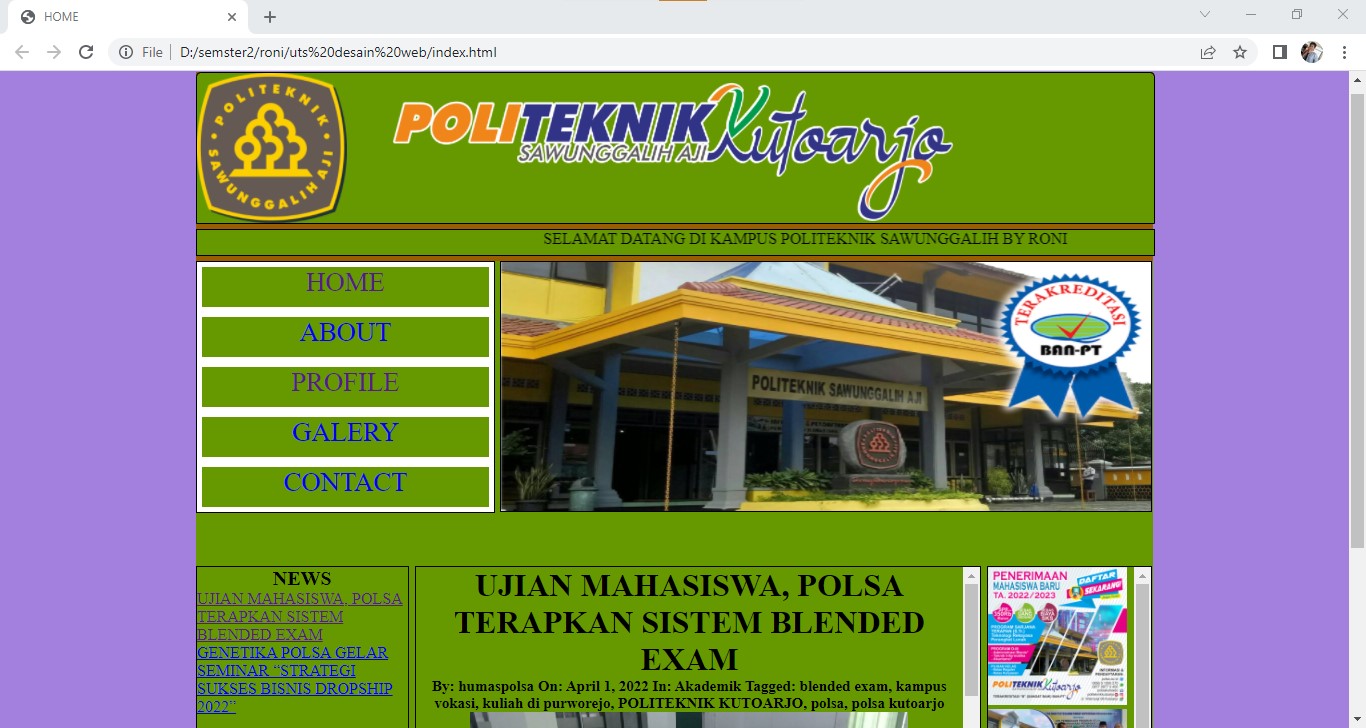 HOME
File
D:/semster2/roni/uts%20desain%20web/index.html
POLITEKNIK
SAWUNGGALIH AJI
POLITEKNIK Kutoarjo
SAWUNGGALIH AJI
SELAMAT DATANG DI KAMPUS POLITEKNIK SAWUNGGALIH BY RONI
HOME
ABOUT
PROFILE
GALERY
CONTACT
TERAKREDITASI
BAN-PT
POLITEKNIK SAWUNGGALIH AJI
NEWS
UJIAN MAHASISWA, POLSA
TERAPKAN SISTEM
BLENDED EXAM
GENETIKA POLSA GELAR
SEMINAR “STRATEGI
SUKSES BISNIS DROPSHIP
2022”
UJIAN MAHASISWA, POLSA
TERAPKAN SISTEM BLENDED
EXAM
By: humaspolsa On: April 1, 2022 In: Akademik Tagged: blended exam, kampus
vokasi, kuliah di purworejo, POLITEKNIK KUTOARJO, polsa, polsa kutoarjo
PENERIMAAN
MAHASISWA BARU
TA. 2022/2023
DAFTAR
SEKARANG
POLITEKNIK Kutoarjo